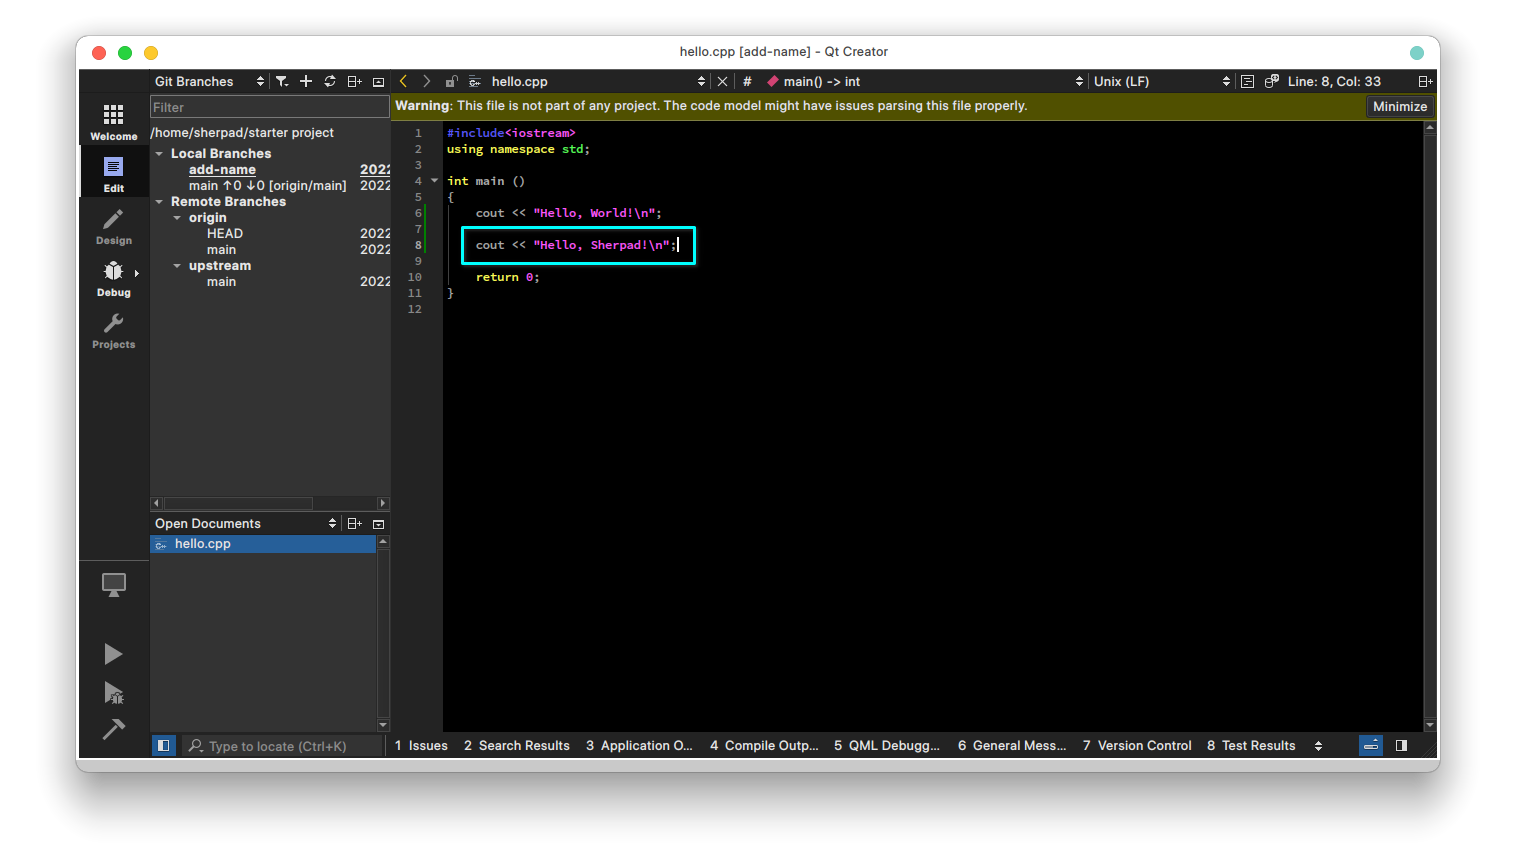 hello.cpp [add-name] - Qt Creator
Git Branches
hello.cpp
#
main() -> int
Unix (LF)
Line: 8, Col: 33
Filter
Warning: This file is not part of any project. The code model might have issues parsing this file properly.
Minimize
Welcome
Edit
Design
Debug
Projects
/home/sherpad/starter project
Local Branches
add-name 2022
main ↑0 ↓0 [origin/main] 2022
Remote Branches
origin
HEAD 2022
main 2022
upstream
main 2022
1 #include<iostream>
2 using namespace std;
3
4 int main ()
5 {
6 cout << "Hello, World!\n";
7
8 cout << "Hello, Sherpad!\n";
9
10 return 0;
11 }
12
Open Documents
hello.cpp
Type to locate (Ctrl+K)
1 Issues
2 Search Results
3 Application O...
4 Compile Outp...
5 QML Debugg...
6 General Mess...
7 Version Control
8 Test Results